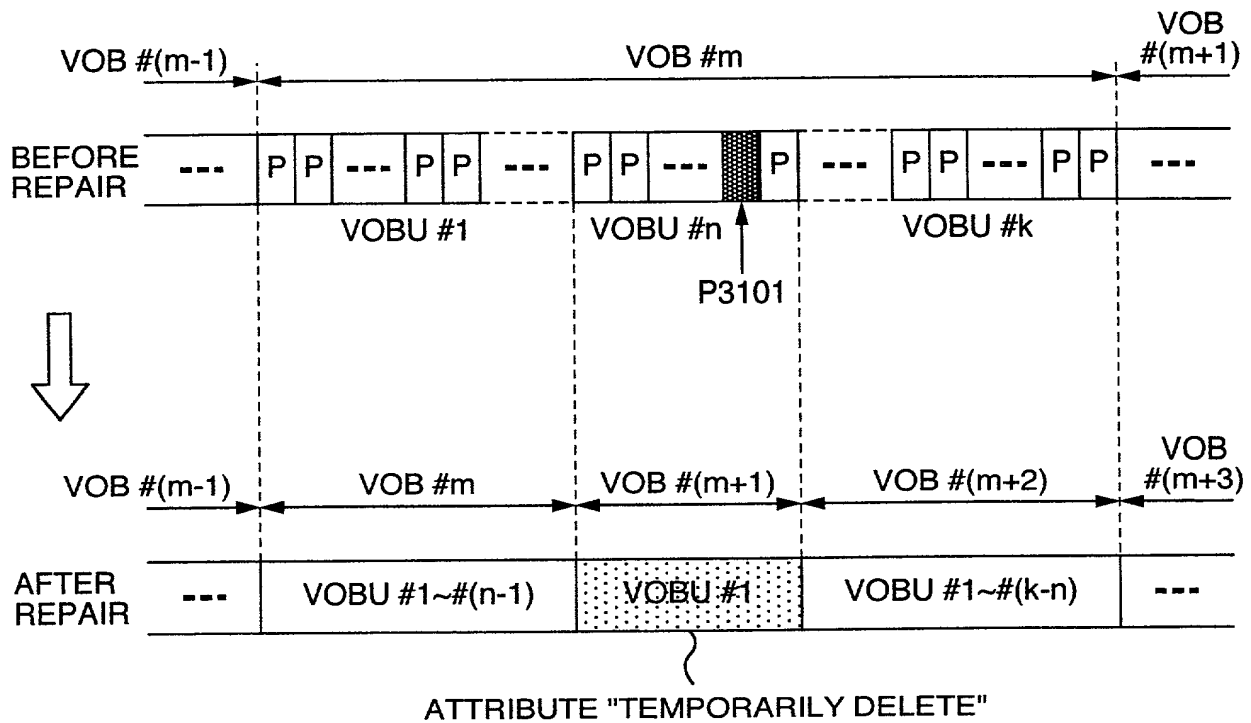 VOB #(m-1) VOB #m VOB #(m+1)
BEFORE REPAIR --- P P --- P P --- P P --- P --- P P --- P P ---
VOBU #1 VOBU #n VOBU #k
P3101
VOB #(m-1) VOB #m VOB #(m+1) VOB #(m+2) VOB #(m+3)
AFTER REPAIR --- VOBU #1~#(n-1) VOBU #1 VOBU #1~#(k-n) ---
ATTRIBUTE "TEMPORARILY DELETE"